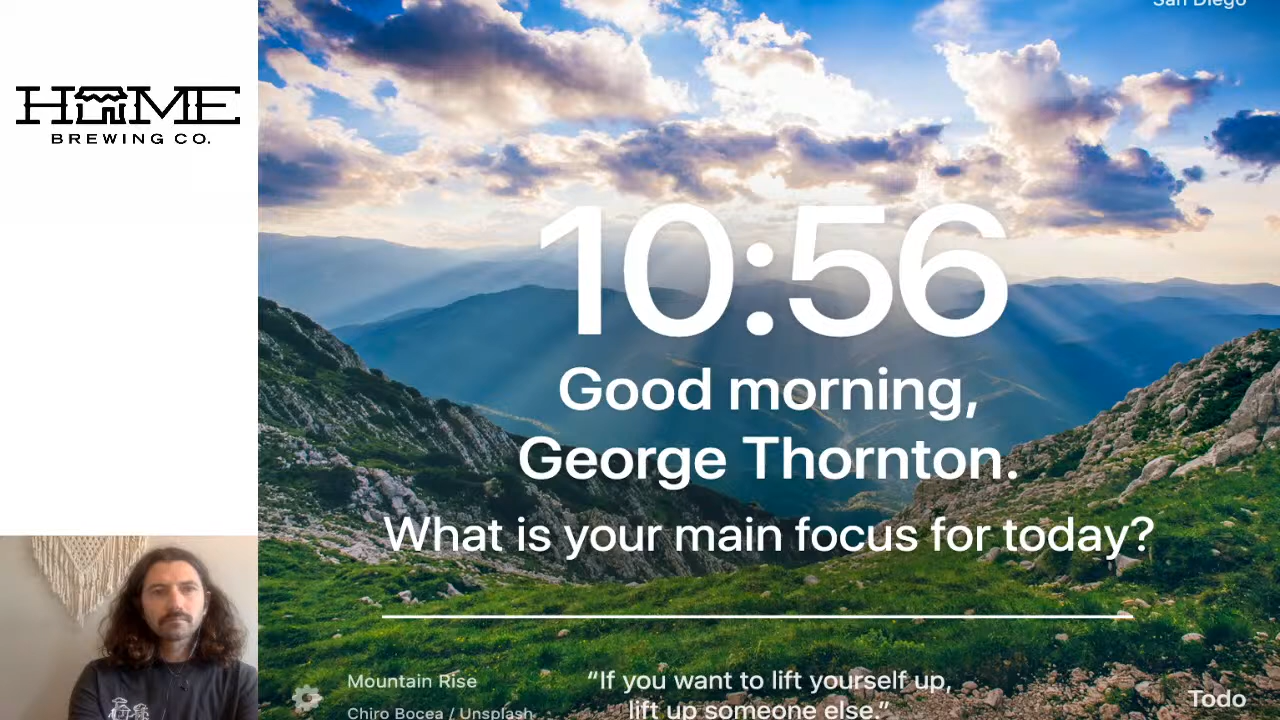 San Diego
HOME
BREWING CO.
10:56
Good morning,
George Thornton.
What is your main focus for today?
Mountain Rise
Chiro Bocea / Unsplash
“If you want to lift yourself up,
lift up someone else.”
Todo